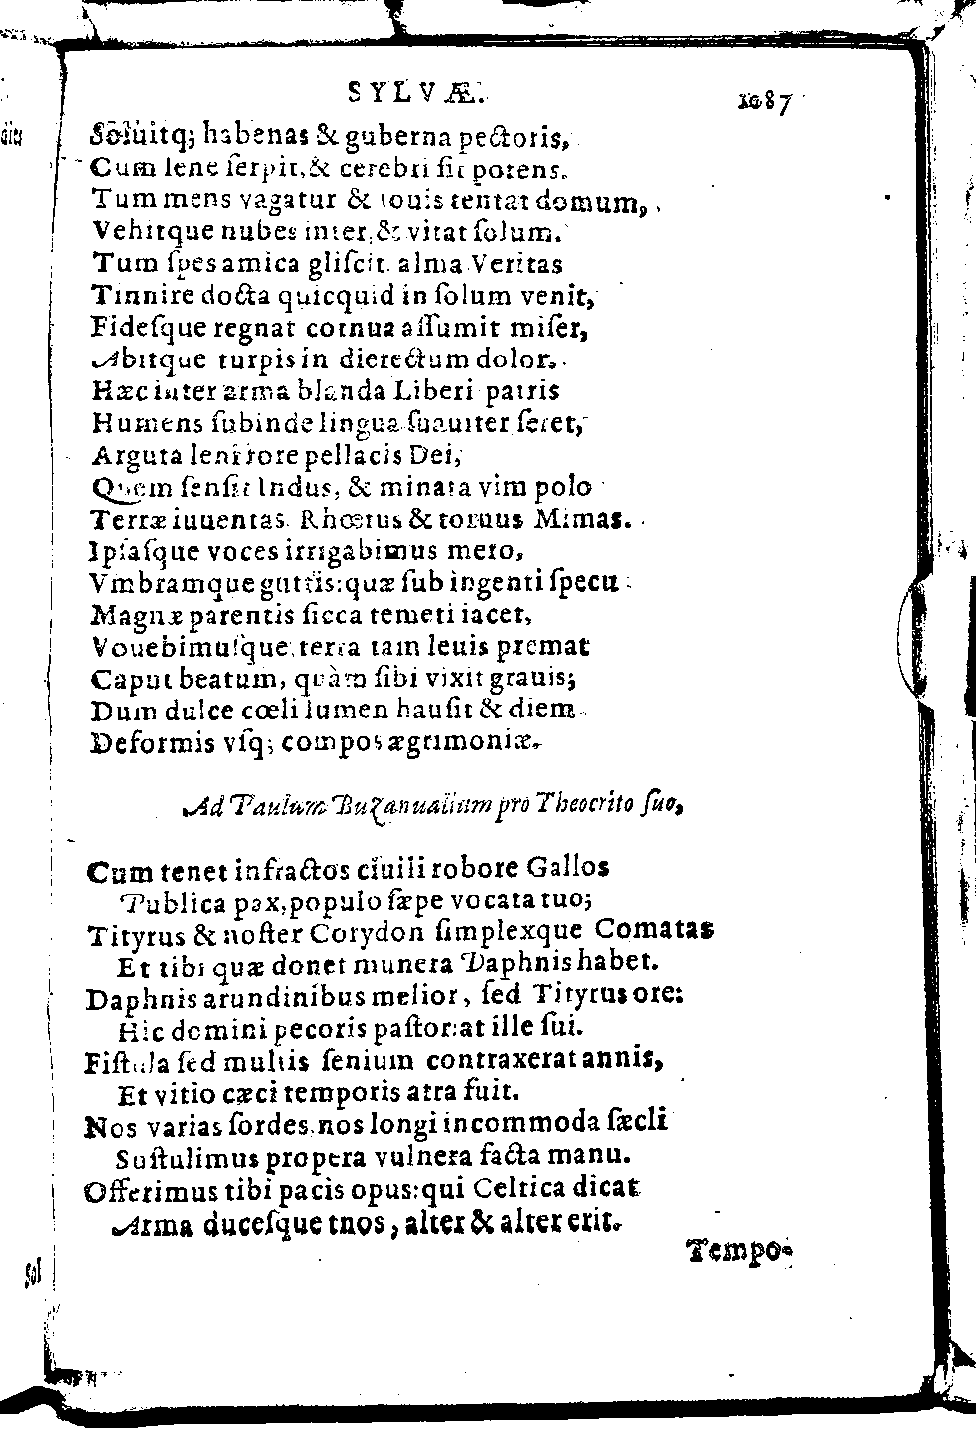 SYLVÆ. 1087
Soluitq; habenas & guberna pectoris,
Cum lene ſerpit, & cerebri ſit potens.
Tum mens vagatur & Iouis tentat domum,
Vehitque nubes inter, & vitat ſolum.
Tum ſpes amica gliſcit. alma Veritas
Tinnire docta quicquid in ſolum venit,
Fideſque regnat cornua aſſumit miſer,
Abitque turpis in dierectum dolor.
Hæc inter arma blanda Liberi patris
Humens ſubinde lingua ſuauiter ſeret,
Arguta leni rore pellacis Dei,
Quem ſenſit Indus, & minata vim polo
Terræ iuuentas. Rhœtus & toruus Mimas.
Ipſaſque voces irrigabimus mero,
Vmbramque guttis: quæ ſub ingenti ſpecu
Magnæ parentis ſicca temeti iacet,
Vouebimuſque, terra tam leuis premat
Caput beatum, quàm ſibi vixit grauis;
Dum dulce cœli lumen hauſit & diem
Deformis vſq; compos ægrimoniæ.
Ad Paulum Buzanuallum pro Theocrito ſuo,
Cum tenet infractos ciuili robore Gallos
Publica pax, populo ſæpe vocata tuo;
Tityrus & noſter Corydon ſimplexque Comatas
Et tibi quæ donet munera Daphnis habet.
Daphnis arundinibus melior, ſed Tityrus ore:
Hic domini pecoris paſtor: at ille ſui.
Fiſtula ſed multis ſenium contraxerat annis,
Et vitio cæci temporis atra fuit.
Nos varias ſordes, nos longi incommoda ſæcli
Suſtulimus propera vulnera facta manu.
Offerimus tibi pacis opus: qui Celtica dicat
Arma duceſque tnos, alter & alter erit.
Tempo-